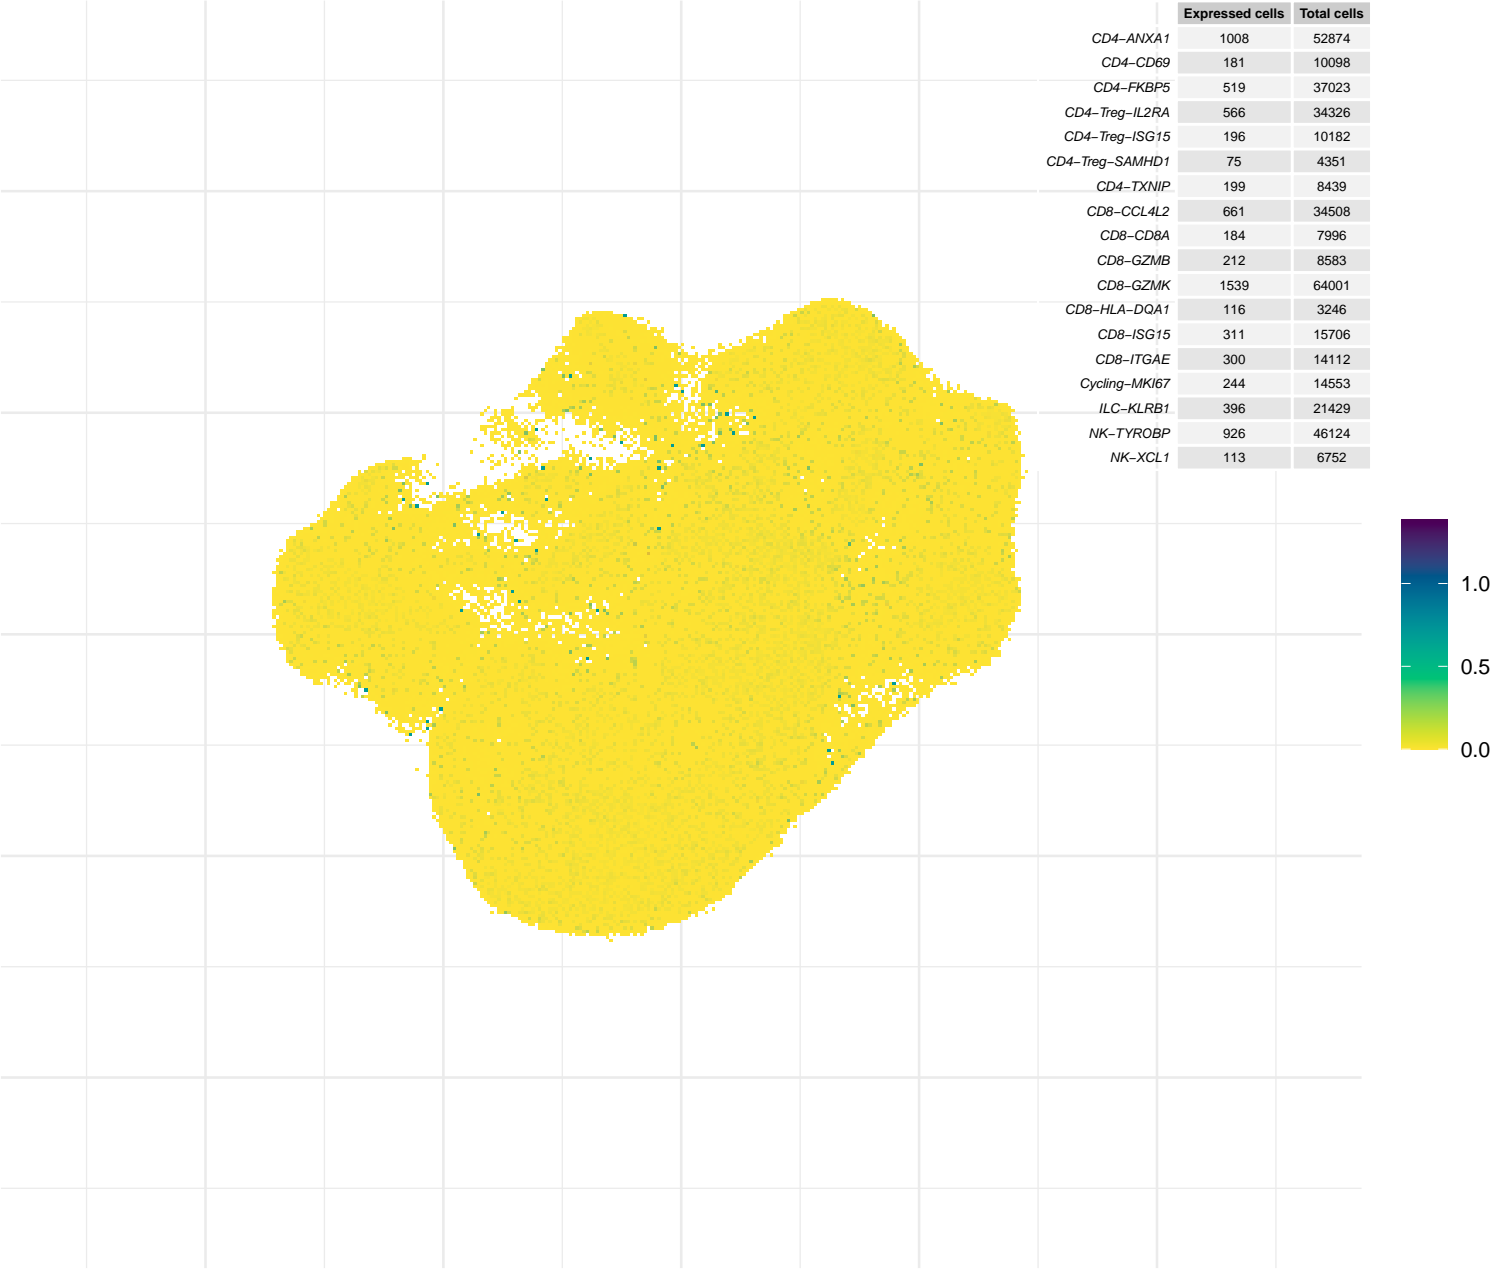 Expressed cells Total cells
CD4−ANXA1 1008 52874
CD4−CD69 181 10098
CD4−FKBP5 519 37023
CD4−Treg−IL2RA 566 34326
CD4−Treg−ISG15 196 10182
CD4−Treg−SAMHD1 75 4351
CD4−TXNIP 199 8439
CD8−CCL4L2 661 34508
CD8−CD8A 184 7996
CD8−GZMB 212 8583
CD8−GZMK 1539 64001
CD8−HLA−DQA1 116 3246
CD8−ISG15 311 15706
CD8−ITGAE 300 14112
Cycling−MKI67 244 14553
ILC−KLRB1 396 21429
NK−TYROBP 926 46124
NK−XCL1 113 6752
1.0
0.5
0.0